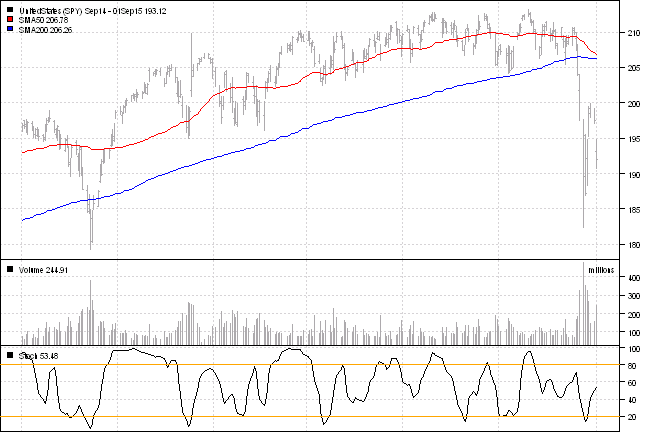 UnitedStates (SPY) Sep14 - 01Sep15 193.12
SMA50 206.78
SMA200 206.26
210
205
200
195
190
185
180
Volume 244.91
millions
400
300
200
100
Stoch 53.48
100
80
60
40
20